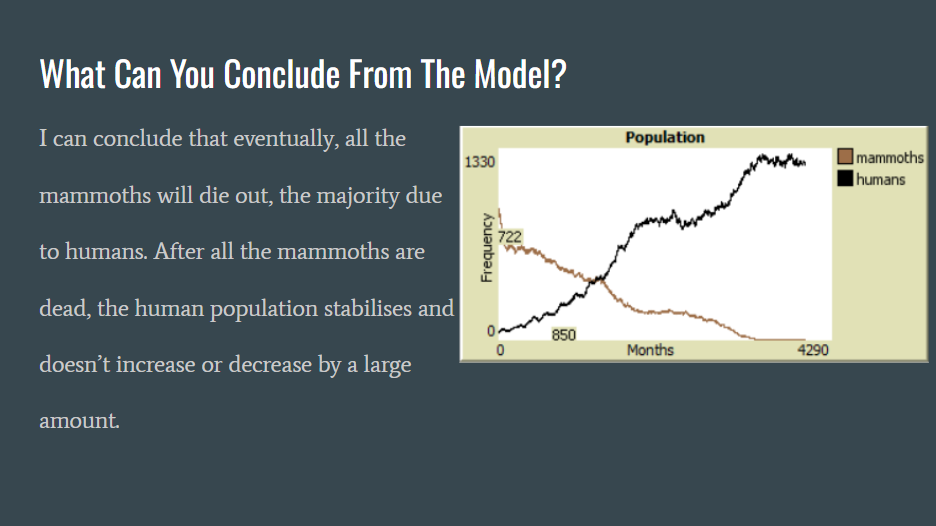 What Can You Conclude From The Model?
I can conclude that eventually, all the
mammoths will die out, the majority due
to humans. After all the mammoths are
dead, the human population stabilises and
doesn’t increase or decrease by a large
amount.
Population
1330
mammoths
humans
Frequency
722
0
850
0
Months
4290